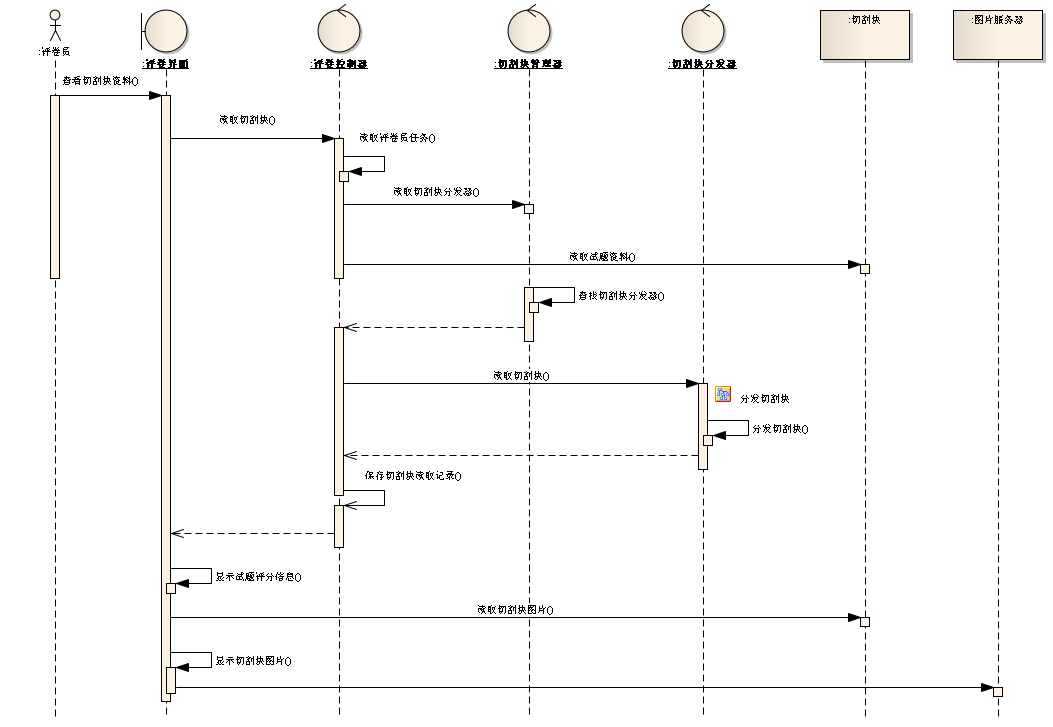 :切割块
:图片服务器
:评卷员
:评卷界面
:评卷控制器
:切割块管理器
:切割块分发器
查看切割块资料()
读取切割块()
读取评卷员任务()
读取切割块分发器()
读取试题资料()
查找切割块分发器()
读取切割块()
分发切割块
分发切割块()
保存切割块读取记录()
显示试题评分信息()
读取切割块图片()
显示切割块图片()